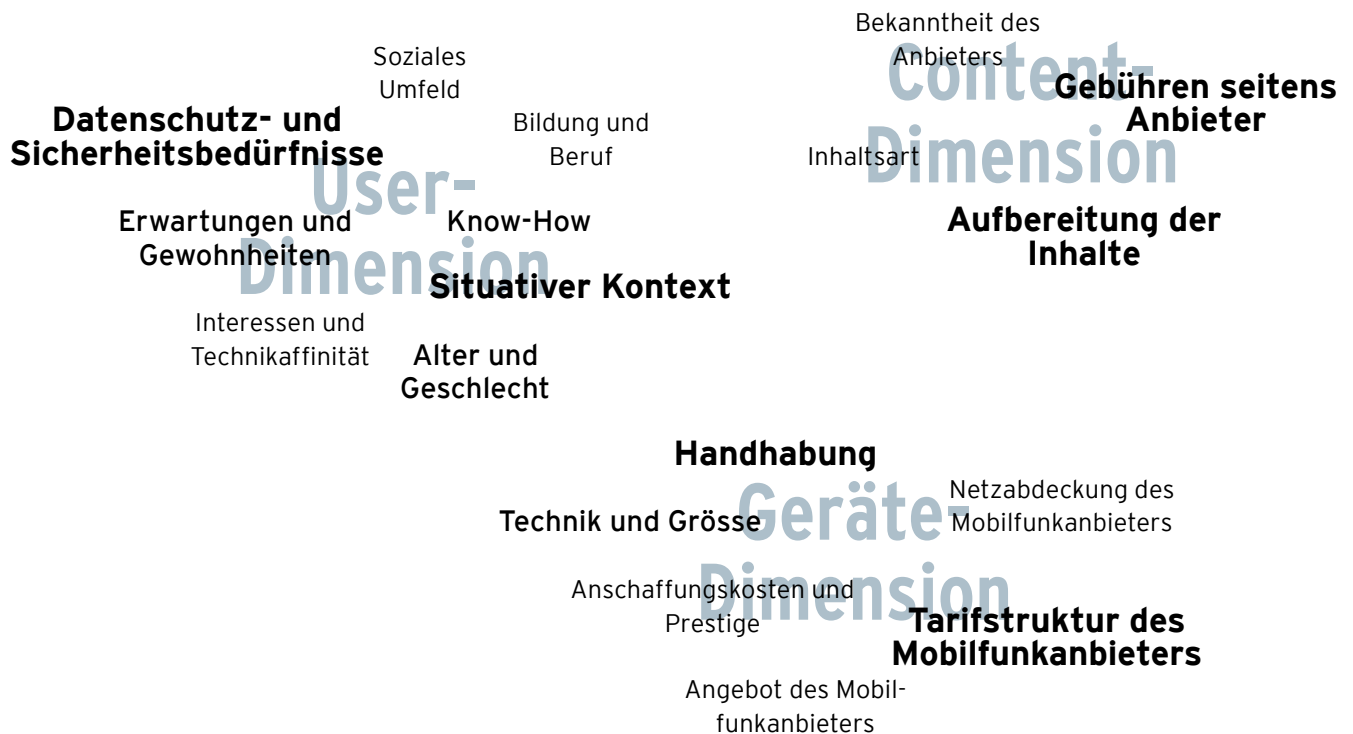 Soziales
Umfeld
Datenschutz- und
Sicherheitsbedürfnisse
Bildung und
Beruf
User-
Dimension
Erwartungen und
Gewohnheiten
Know-How
Situativer Kontext
Interessen und
Technikaffinität
Alter und
Geschlecht
Bekanntheit des
Anbieters
Content-
Dimension
Gebühren seitens
Anbieter
Inhaltsart
Aufbereitung der
Inhalte
Handhabung
Geräte-
Dimension
Netzabdeckung des
Mobilfunkanbieters
Technik und Grösse
Anschaffungskosten und
Prestige
Tarifstruktur des
Mobilfunkanbieters
Angebot des Mobil-
funkanbieters